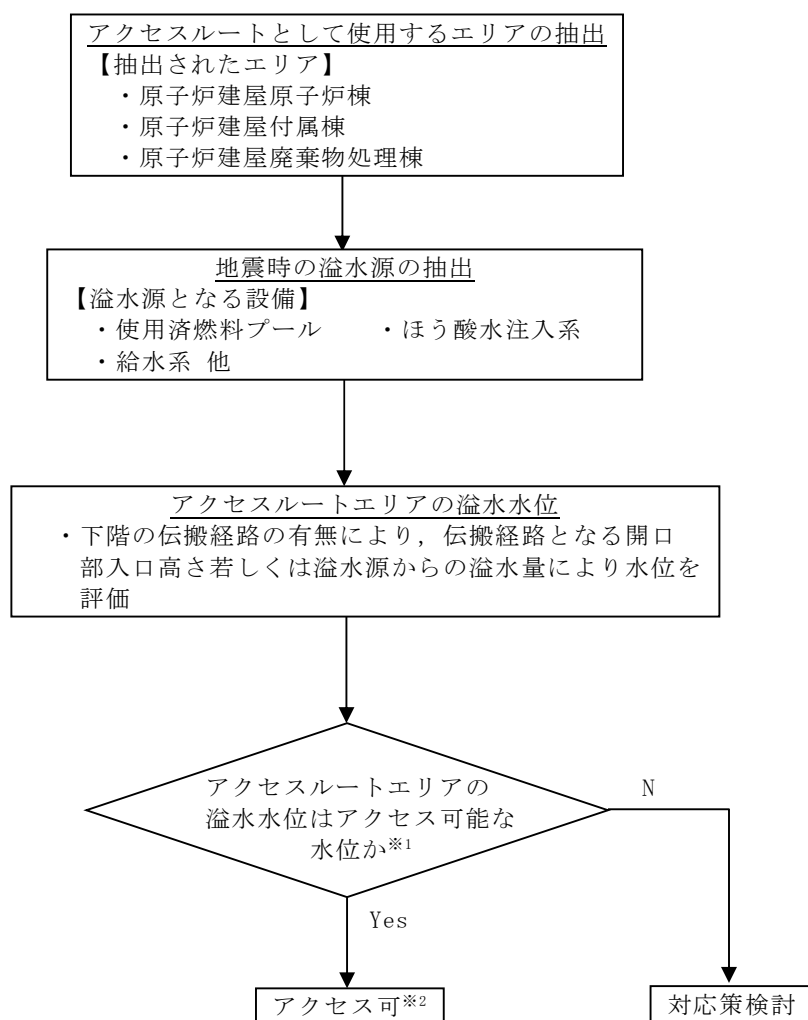 アクセスルートとして使用するエリアの抽出
【抽出されたエリア】
・原子炉建屋原子炉棟
・原子炉建屋付属棟
・原子炉建屋廃棄物処理棟
地震時の溢水源の抽出
【溢水源となる設備】
・使用済燃料プール　　・ほう酸水注入系
・給水系 他
アクセスルートエリアの溢水水位
・下階の伝搬経路の有無により，伝搬経路となる開口
部入口高さ若しくは溢水源からの溢水量により水位を
評価
アクセスルートエリアの
溢水水位はアクセス可能な
水位か※1
N
Yes
アクセス可※2
対応策検討